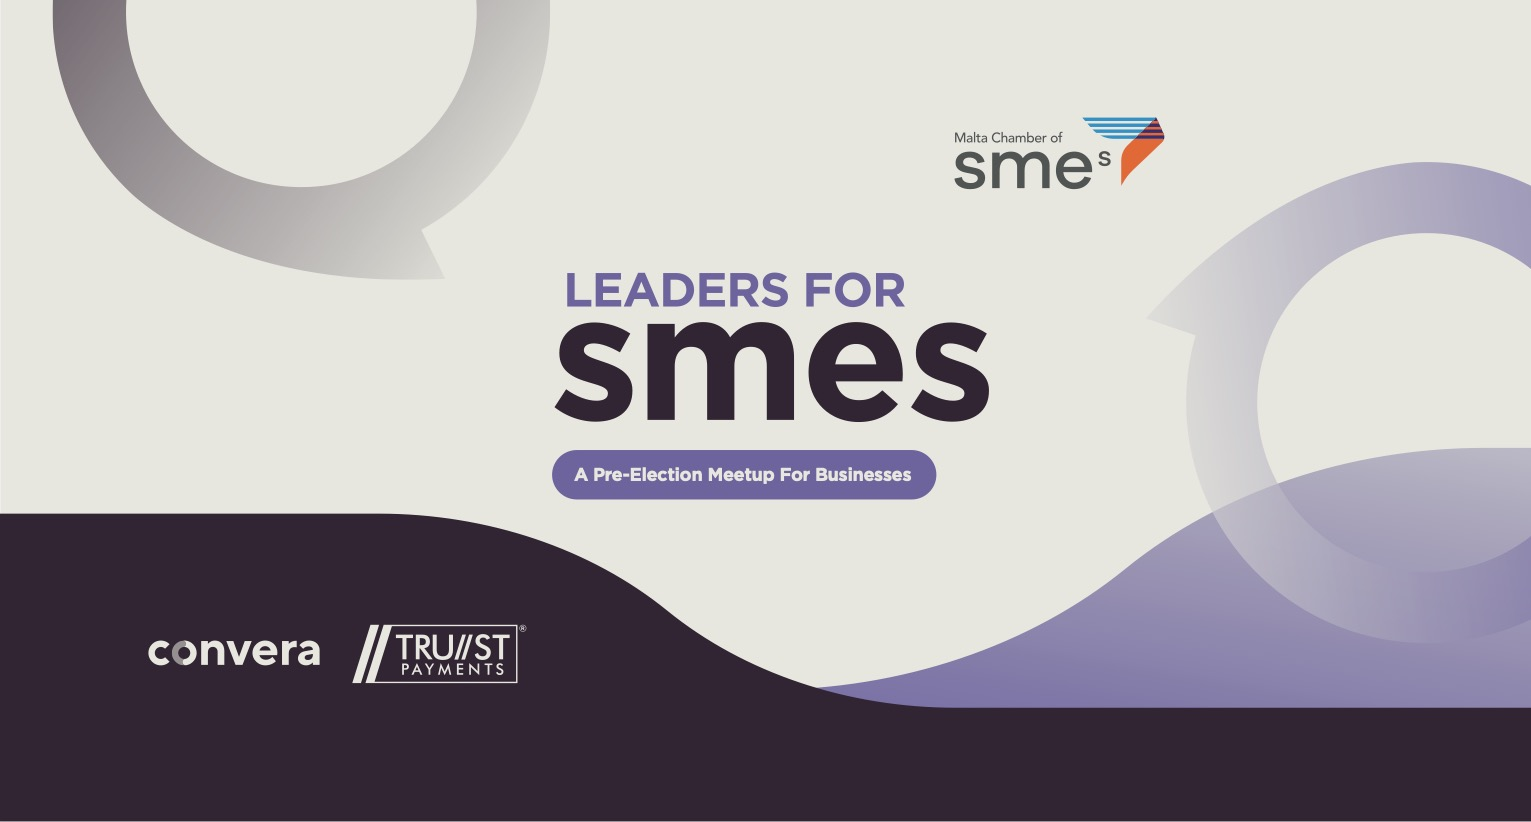 Malta Chamber of
smes
LEADERS FOR
smes
A Pre-Election Meetup For Businesses
convera
TRU//ST®
PAYMENTS